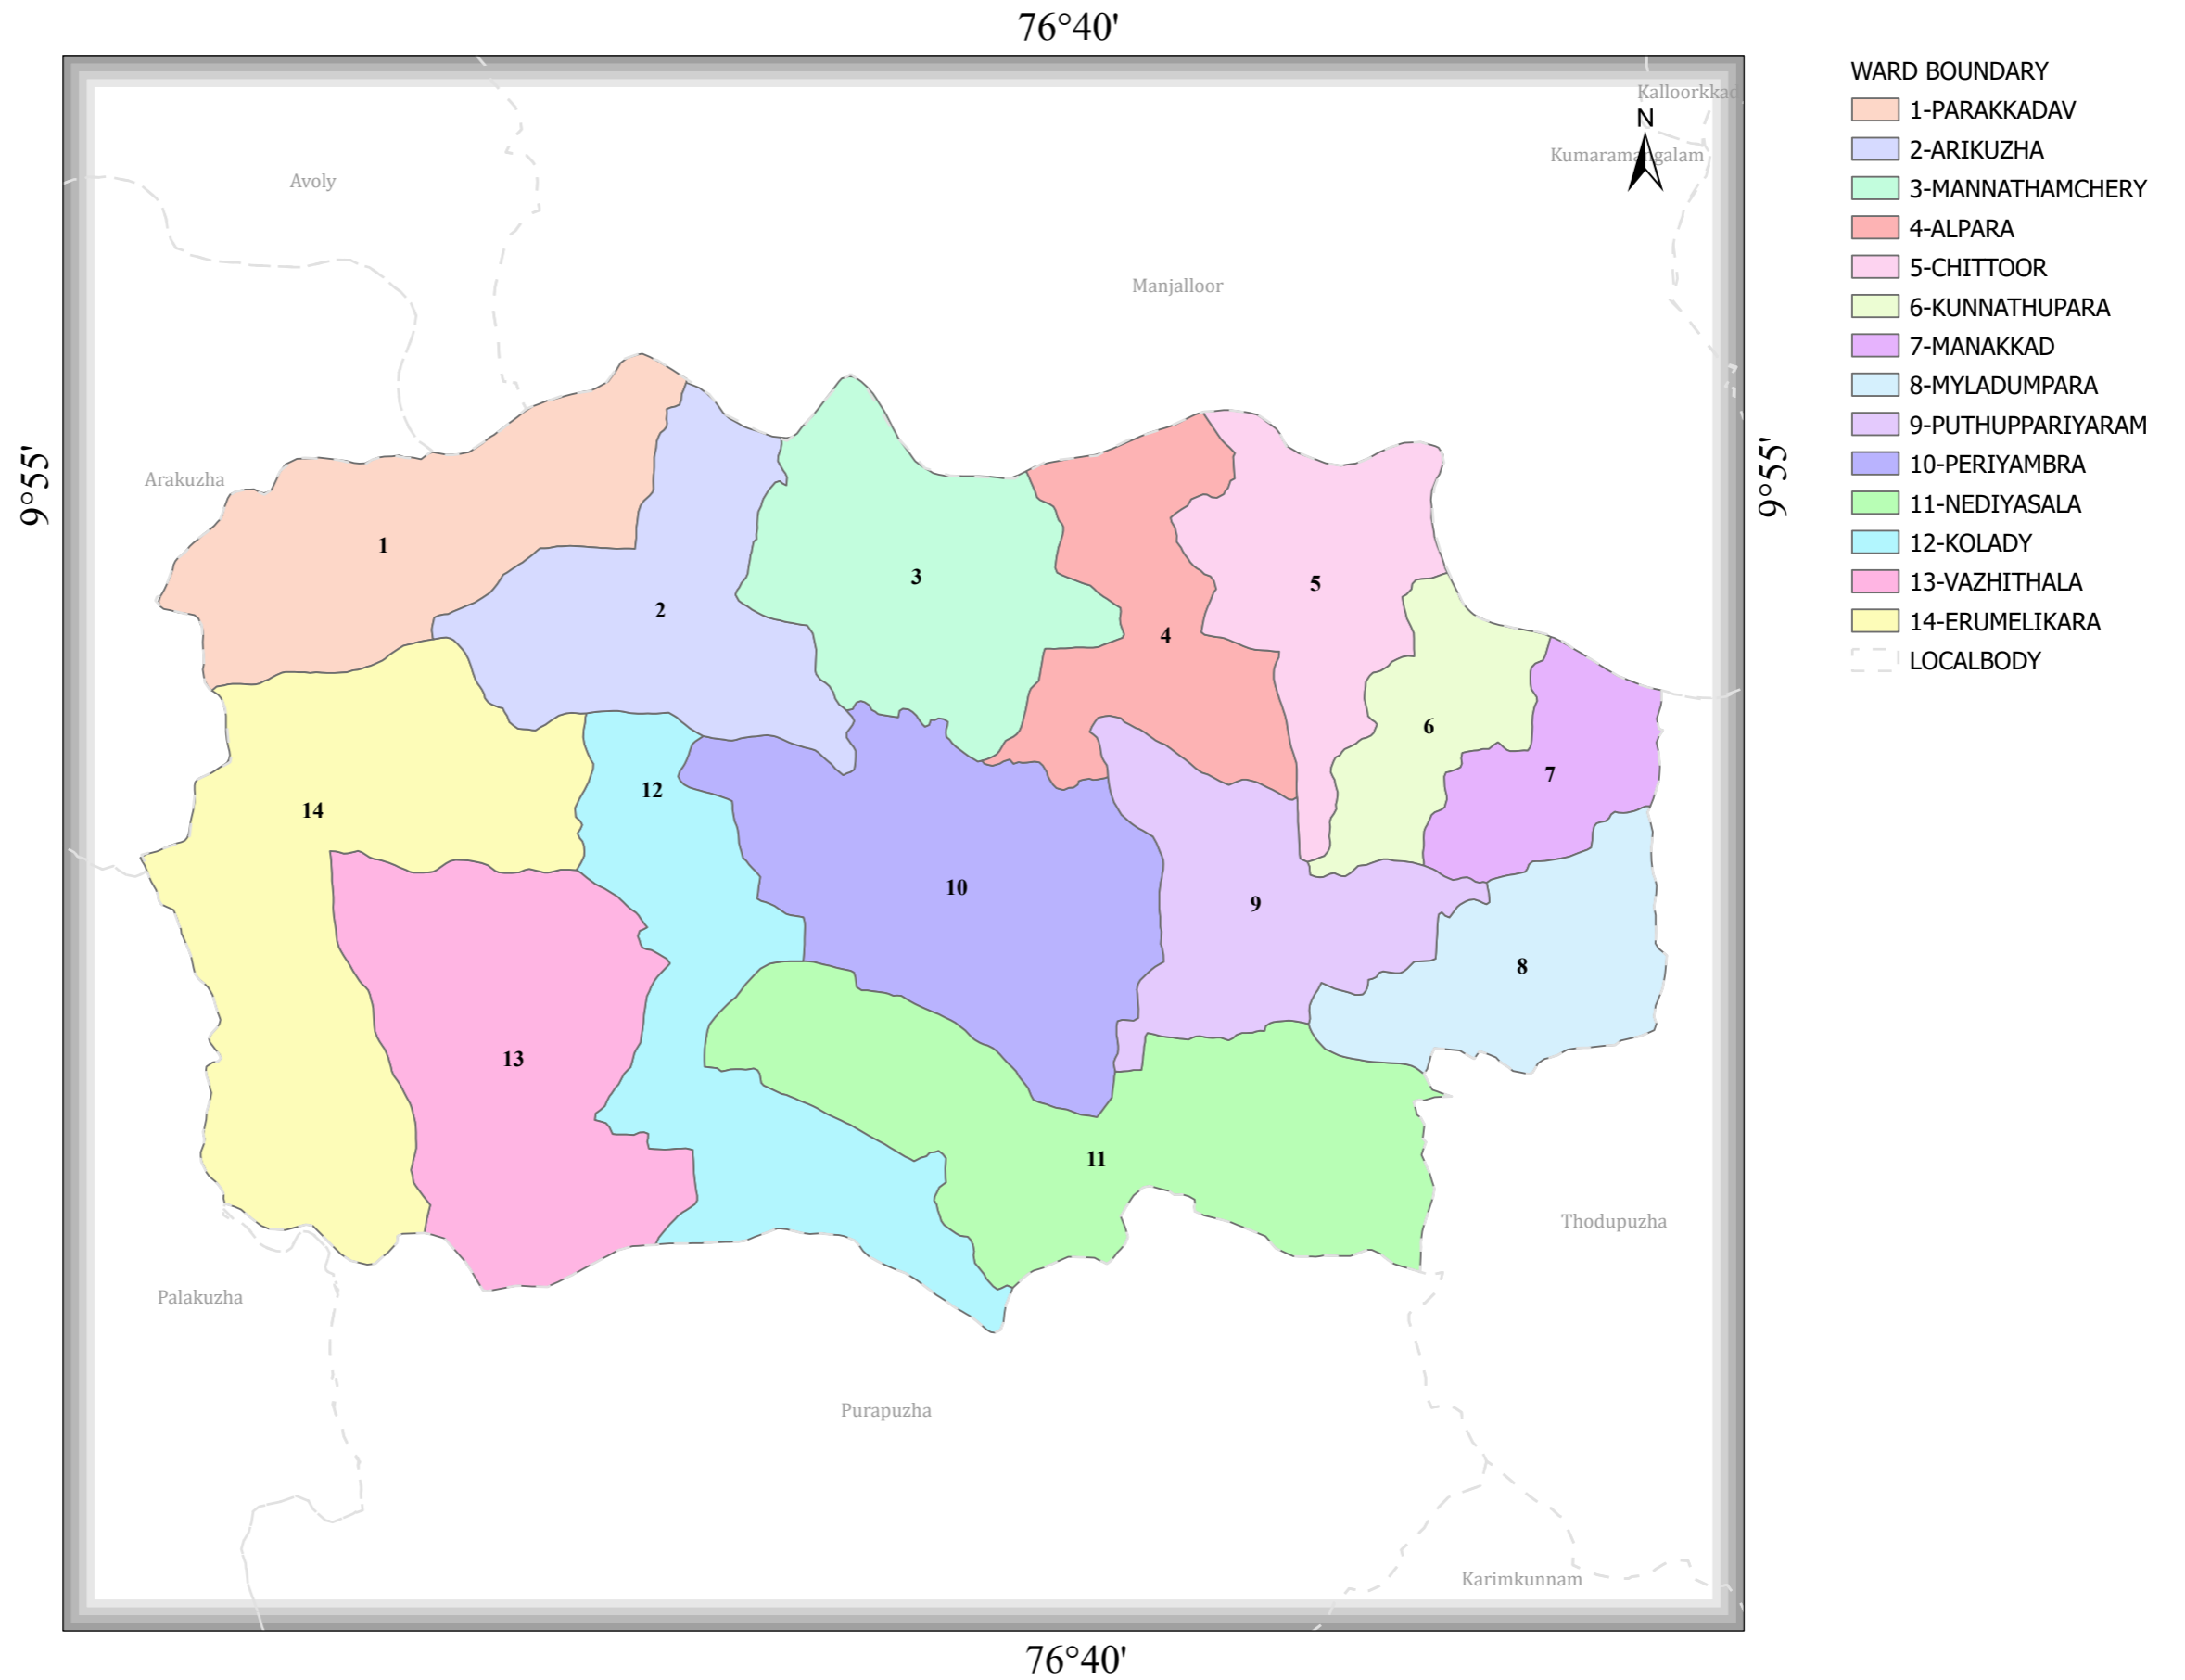 76°40'
WARD BOUNDARY
1-PARAKKADAV
2-ARIKUZHA
3-MANNATHAMCHERY
4-ALPARA
5-CHITTOOR
6-KUNNATHUPARA
7-MANAKKAD
8-MYLADUMPARA
9-PUTHUPPARIYARAM
10-PERIYAMBRA
11-NEDIYASALA
12-KOLADY
13-VAZHITHALA
14-ERUMELIKARA
LOCALBODY
Kalloorkkad
N
Kumaramangalam
Avoly
Manjalloor
9°55'
9°55'
Arakuzha
1
2
3
4
5
6
7
8
9
10
11
12
13
14
Thodupuzha
Palakuzha
Purapuzha
Karimkunnam
76°40'